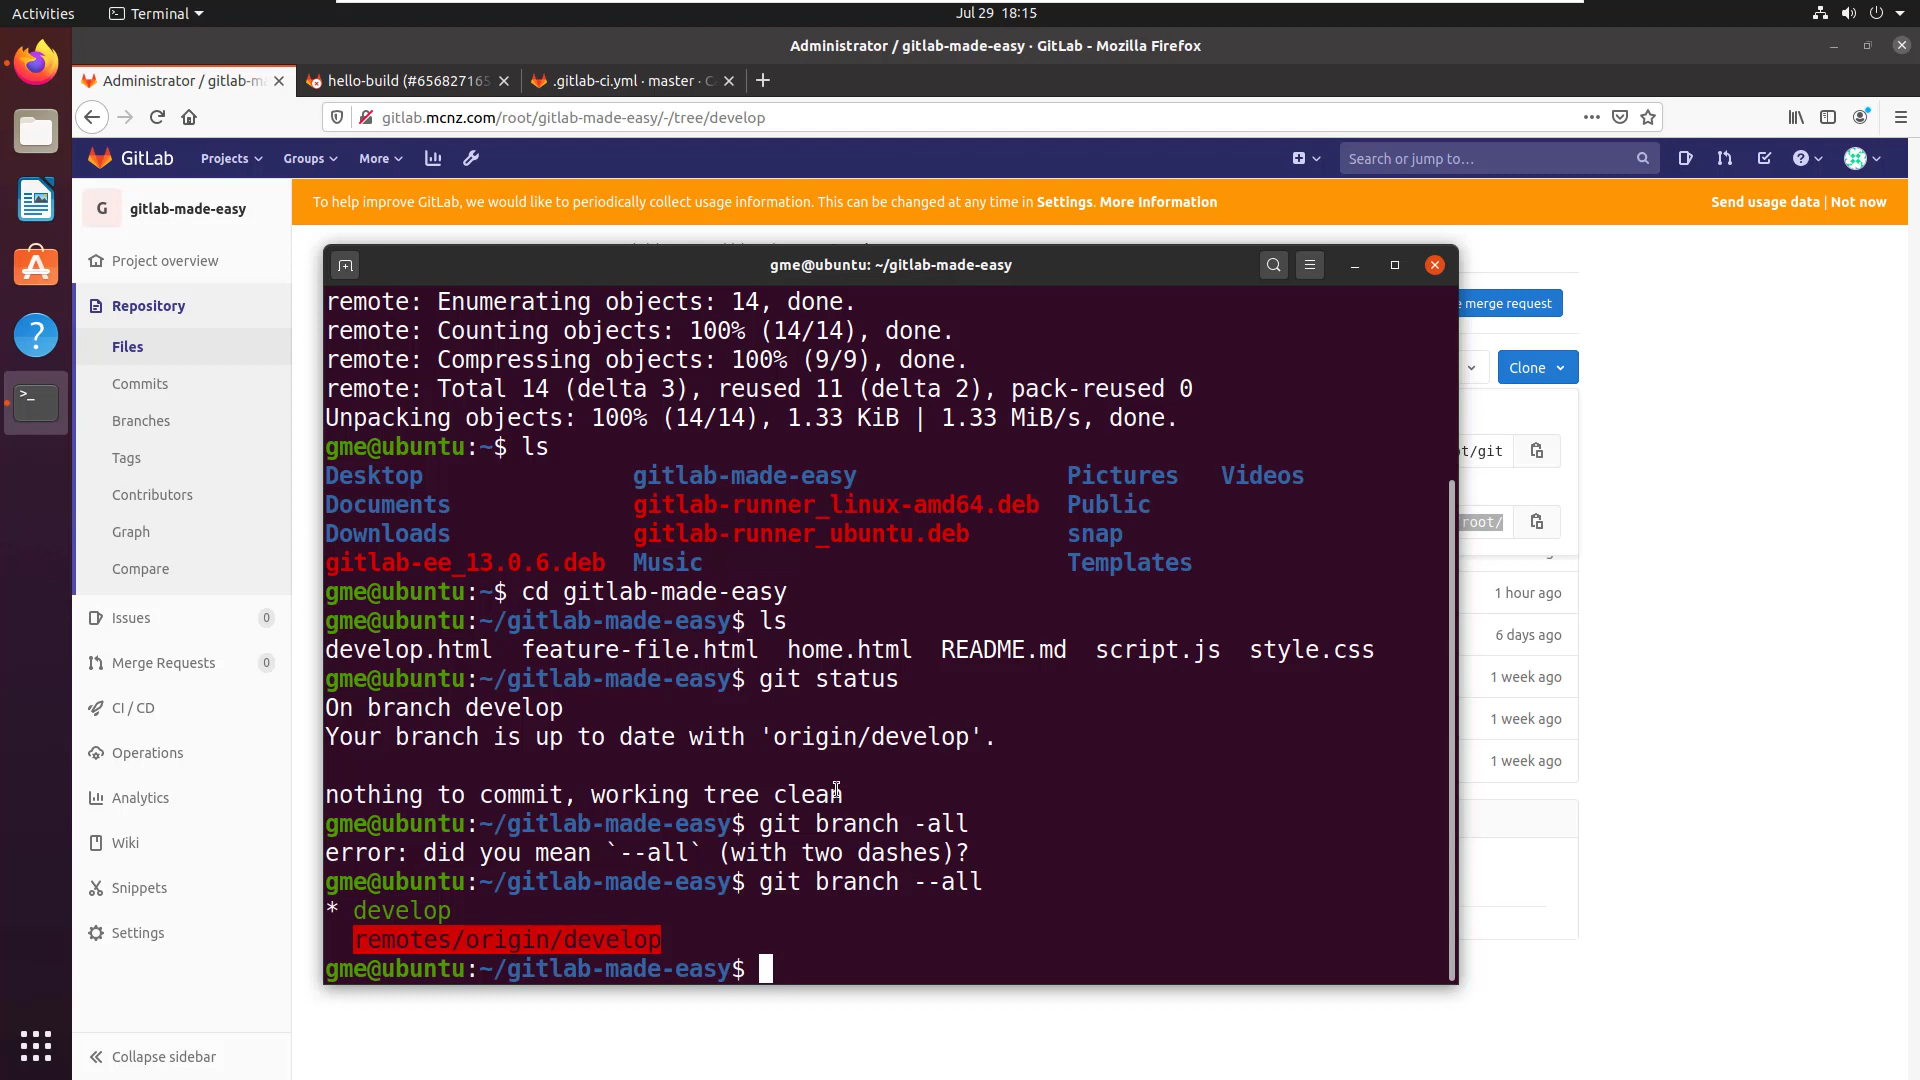 Activities
Terminal
Jul 29 18:15
Administrator / gitlab-made-easy · GitLab - Mozilla Firefox
Administrator / gitlab-m
hello-build (#656827165
.gitlab-ci.yml · master · C
gitlab.mcnz.com/root/gitlab-made-easy/-/tree/develop
GitLab
Projects
Groups
More
Search or jump to…
G
gitlab-made-easy
To help improve GitLab, we would like to periodically collect usage information. This can be changed at any time in Settings. More Information
Send usage data | Not now
Project overview
Repository
Files
Commits
Branches
Tags
Contributors
Graph
Compare
Issues 0
Merge Requests 0
CI / CD
Operations
Analytics
Wiki
Snippets
Settings
Collapse sidebar
gme@ubuntu: ~/gitlab-made-easy
remote: Enumerating objects: 14, done.
remote: Counting objects: 100% (14/14), done.
remote: Compressing objects: 100% (9/9), done.
remote: Total 14 (delta 3), reused 11 (delta 2), pack-reused 0
Unpacking objects: 100% (14/14), 1.33 KiB | 1.33 MiB/s, done.
gme@ubuntu:~$ ls
Desktop gitlab-made-easy Pictures Videos
Documents gitlab-runner_linux-amd64.deb Public
Downloads gitlab-runner_ubuntu.deb snap
gitlab-ee_13.0.6.deb Music Templates
gme@ubuntu:~$ cd gitlab-made-easy
gme@ubuntu:~/gitlab-made-easy$ ls
develop.html feature-file.html home.html README.md script.js style.css
gme@ubuntu:~/gitlab-made-easy$ git status
On branch develop
Your branch is up to date with 'origin/develop'.
nothing to commit, working tree clean
gme@ubuntu:~/gitlab-made-easy$ git branch -all
error: did you mean `--all` (with two dashes)?
gme@ubuntu:~/gitlab-made-easy$ git branch --all
* develop
remotes/origin/develop
gme@ubuntu:~/gitlab-made-easy$
merge request
Clone
ot/git
root/
1 hour ago
6 days ago
1 week ago
1 week ago
1 week ago